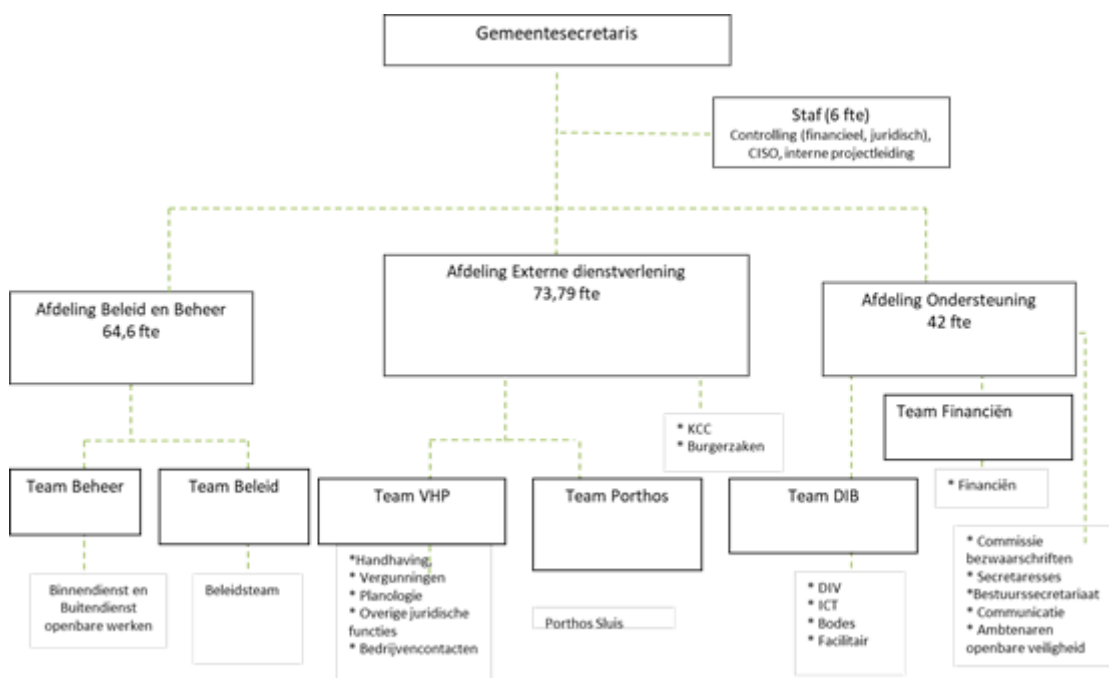 Gemeentesecretaris
Staf (6 fte)
Controlling (financieel, juridisch),
CISO, interne projectleiding
Afdeling Beleid en Beheer
64,6 fte
Afdeling Externe dienstverlening
73,79 fte
Afdeling Ondersteuning
42 fte
* KCC
* Burgerzaken
Team Financiën
* Financiën
Team Beheer
Team Beleid
Team VHP
Team Porthos
Team DIB
Binnendienst en
Buitendienst
openbare werken
Beleidsteam
*Handhaving,
* Vergunningen
* Planologie
* Overige juridische
functies
* Bedrijvencontacten
Porthos Sluis
* DIV
* ICT
* Bodes
* Facilitair
* Commissie
bezwaarschriften
* Secretaresses
*Bestuurssecretariaat
* Communicatie
* Ambtenaren
openbare veiligheid